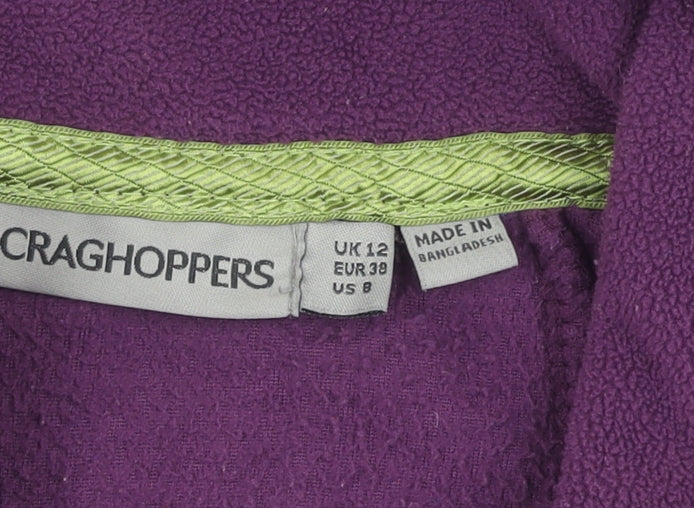 CRAGHOPPERS
UK 12
EUR 38
US 8
MADE IN
BANGLADESH